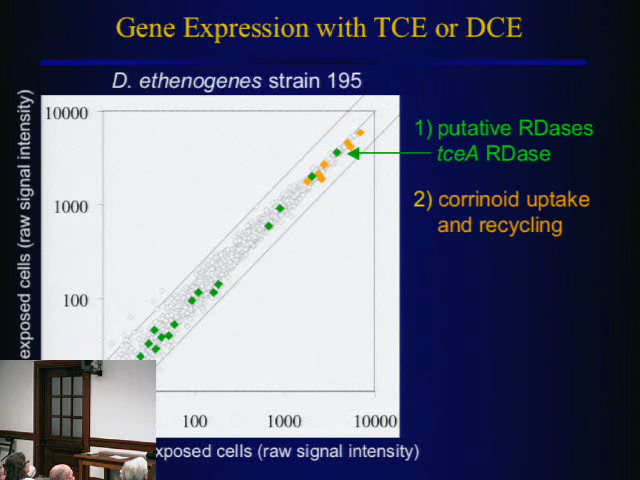 Gene Expression with TCE or DCE
D. ethenogenes strain 195
10000
1000
100
exposed cells (raw signal intensity)
100 1000 10000
xposed cells (raw signal intensity)
1) putative RDases
tceA RDase
2) corrinoid uptake
and recycling